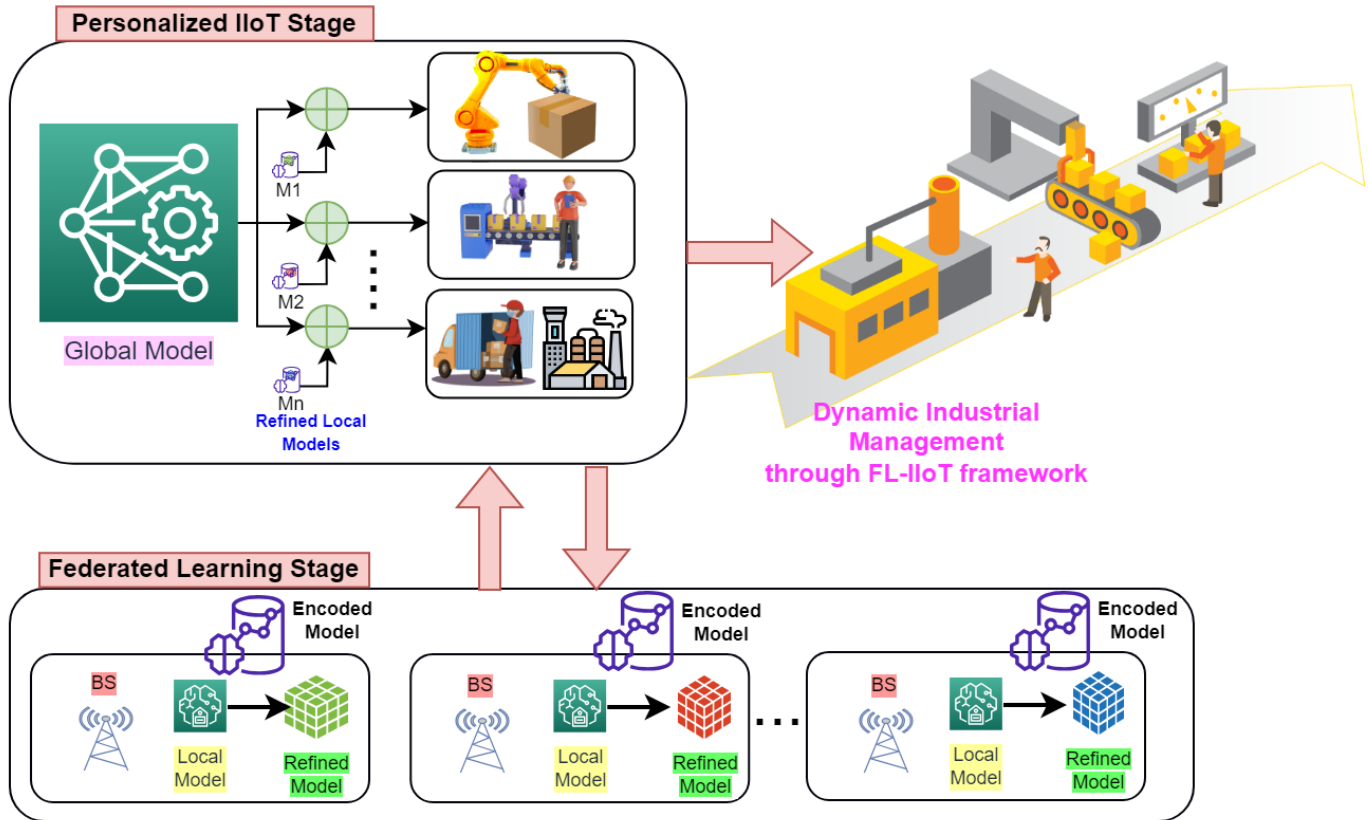 Personalized IIoT Stage
M1
M2
Mn
Global Model
Refined Local
Models
Dynamic Industrial
Management
through FL-IIoT framework
Federated Learning Stage
Encoded
Model
BS
Local
Model
Refined
Model
Encoded
Model
BS
Local
Model
Refined
Model
...
Encoded
Model
BS
Local
Model
Refined
Model